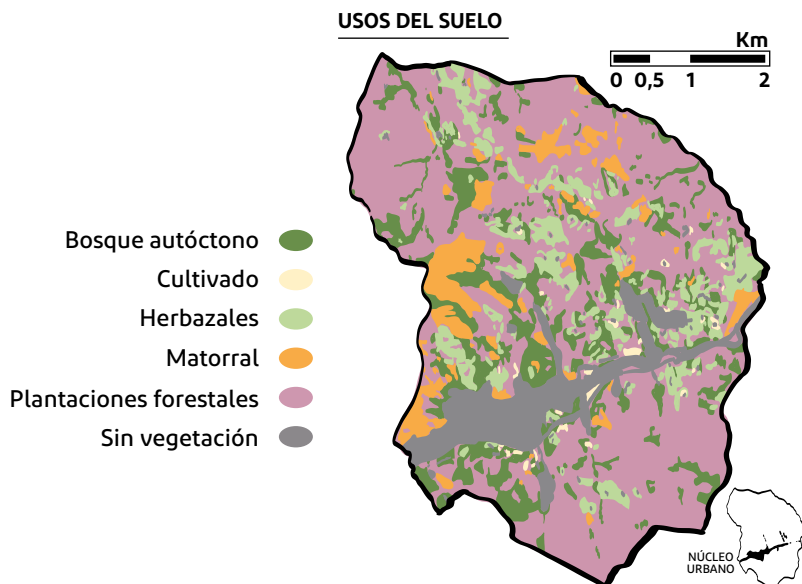 USOS DEL SUELO
Km
0 0,5 1 2
Bosque autóctono
Cultivado
Herbazales
Matorral
Plantaciones forestales
Sin vegetación
NÚCLEO
URBANO